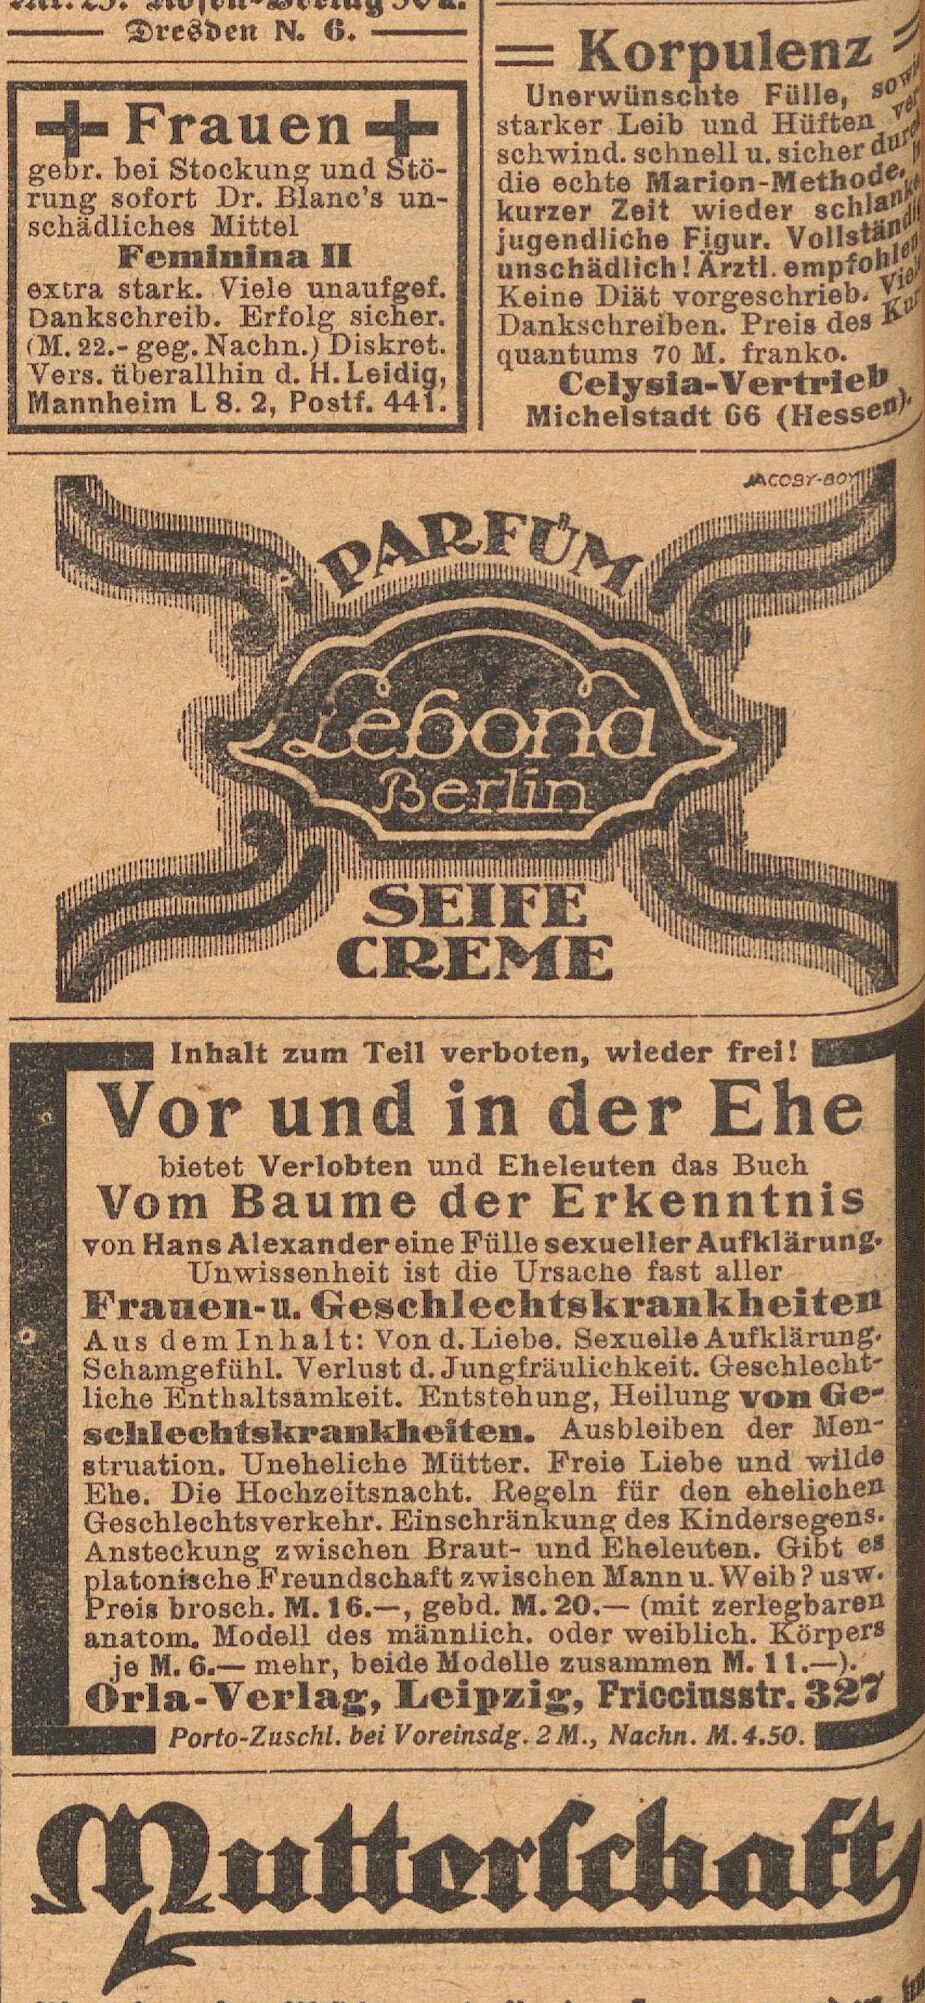 Dresden N. 6.
Frauen
gebr. bei Stockung und Stö-
rung sofort Dr. Blanc's un-
schädliches Mittel
Feminina II
extra stark. Viele unaufgef.
Dankschreib. Erfolg sicher.
(M. 22.- geg. Nachn.) Diskret.
Vers. überallhin d. H. Leidig,
Mannheim L 8. 2, Postf. 441.
Korpulenz
Unerwünschte Fülle, sowie
starker Leib und Hüften ver-
schwind. schnell u. sicher durch
die echte Marion-Methode.
kurzer Zeit wieder schlanke
jugendliche Figur. Vollständig
unschädlich! Ärztl. empfohlen
Keine Diät vorgeschrieb. Viele
Dankschreiben. Preis des Kur-
quantums 70 M. franko.
Celysia-Vertrieb
Michelstadt 66 (Hessen).
JACOBY-BOY
PARFÜM
Lebona
Berlin
SEIFE
CREME
Inhalt zum Teil verboten, wieder frei!
Vor und in der Ehe
bietet Verlobten und Eheleuten das Buch
Vom Baume der Erkenntnis
von Hans Alexander eine Fülle sexueller Aufklärung.
Unwissenheit ist die Ursache fast aller
Frauen- u. Geschlechtskrankheiten
Aus dem Inhalt: Von d. Liebe. Sexuelle Aufklärung.
Schamgefühl. Verlust d. Jungfräulichkeit. Geschlecht-
liche Enthaltsamkeit. Entstehung, Heilung von Ge-
schlechtskrankheiten. Ausbleiben der Men-
struation. Uneheliche Mütter. Freie Liebe und wilde
Ehe. Die Hochzeitsnacht. Regeln für den ehelichen
Geschlechtsverkehr. Einschränkung des Kindersegens.
Ansteckung zwischen Braut- und Eheleuten. Gibt es
platonische Freundschaft zwischen Mann u. Weib? usw.
Preis brosch. M. 16.—, gebd. M. 20.— (mit zerlegbaren
anatom. Modell des männlich. oder weiblich. Körpers
je M. 6.— mehr, beide Modelle zusammen M. 11.—).
Orla-Verlag, Leipzig, Fricciusstr. 327
Porto-Zuschl. bei Voreinsdg. 2 M., Nachn. M. 4.50.
Mutterschaft